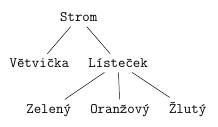 Strom
Větvička Lísteček
Zelený Oranžový Žlutý